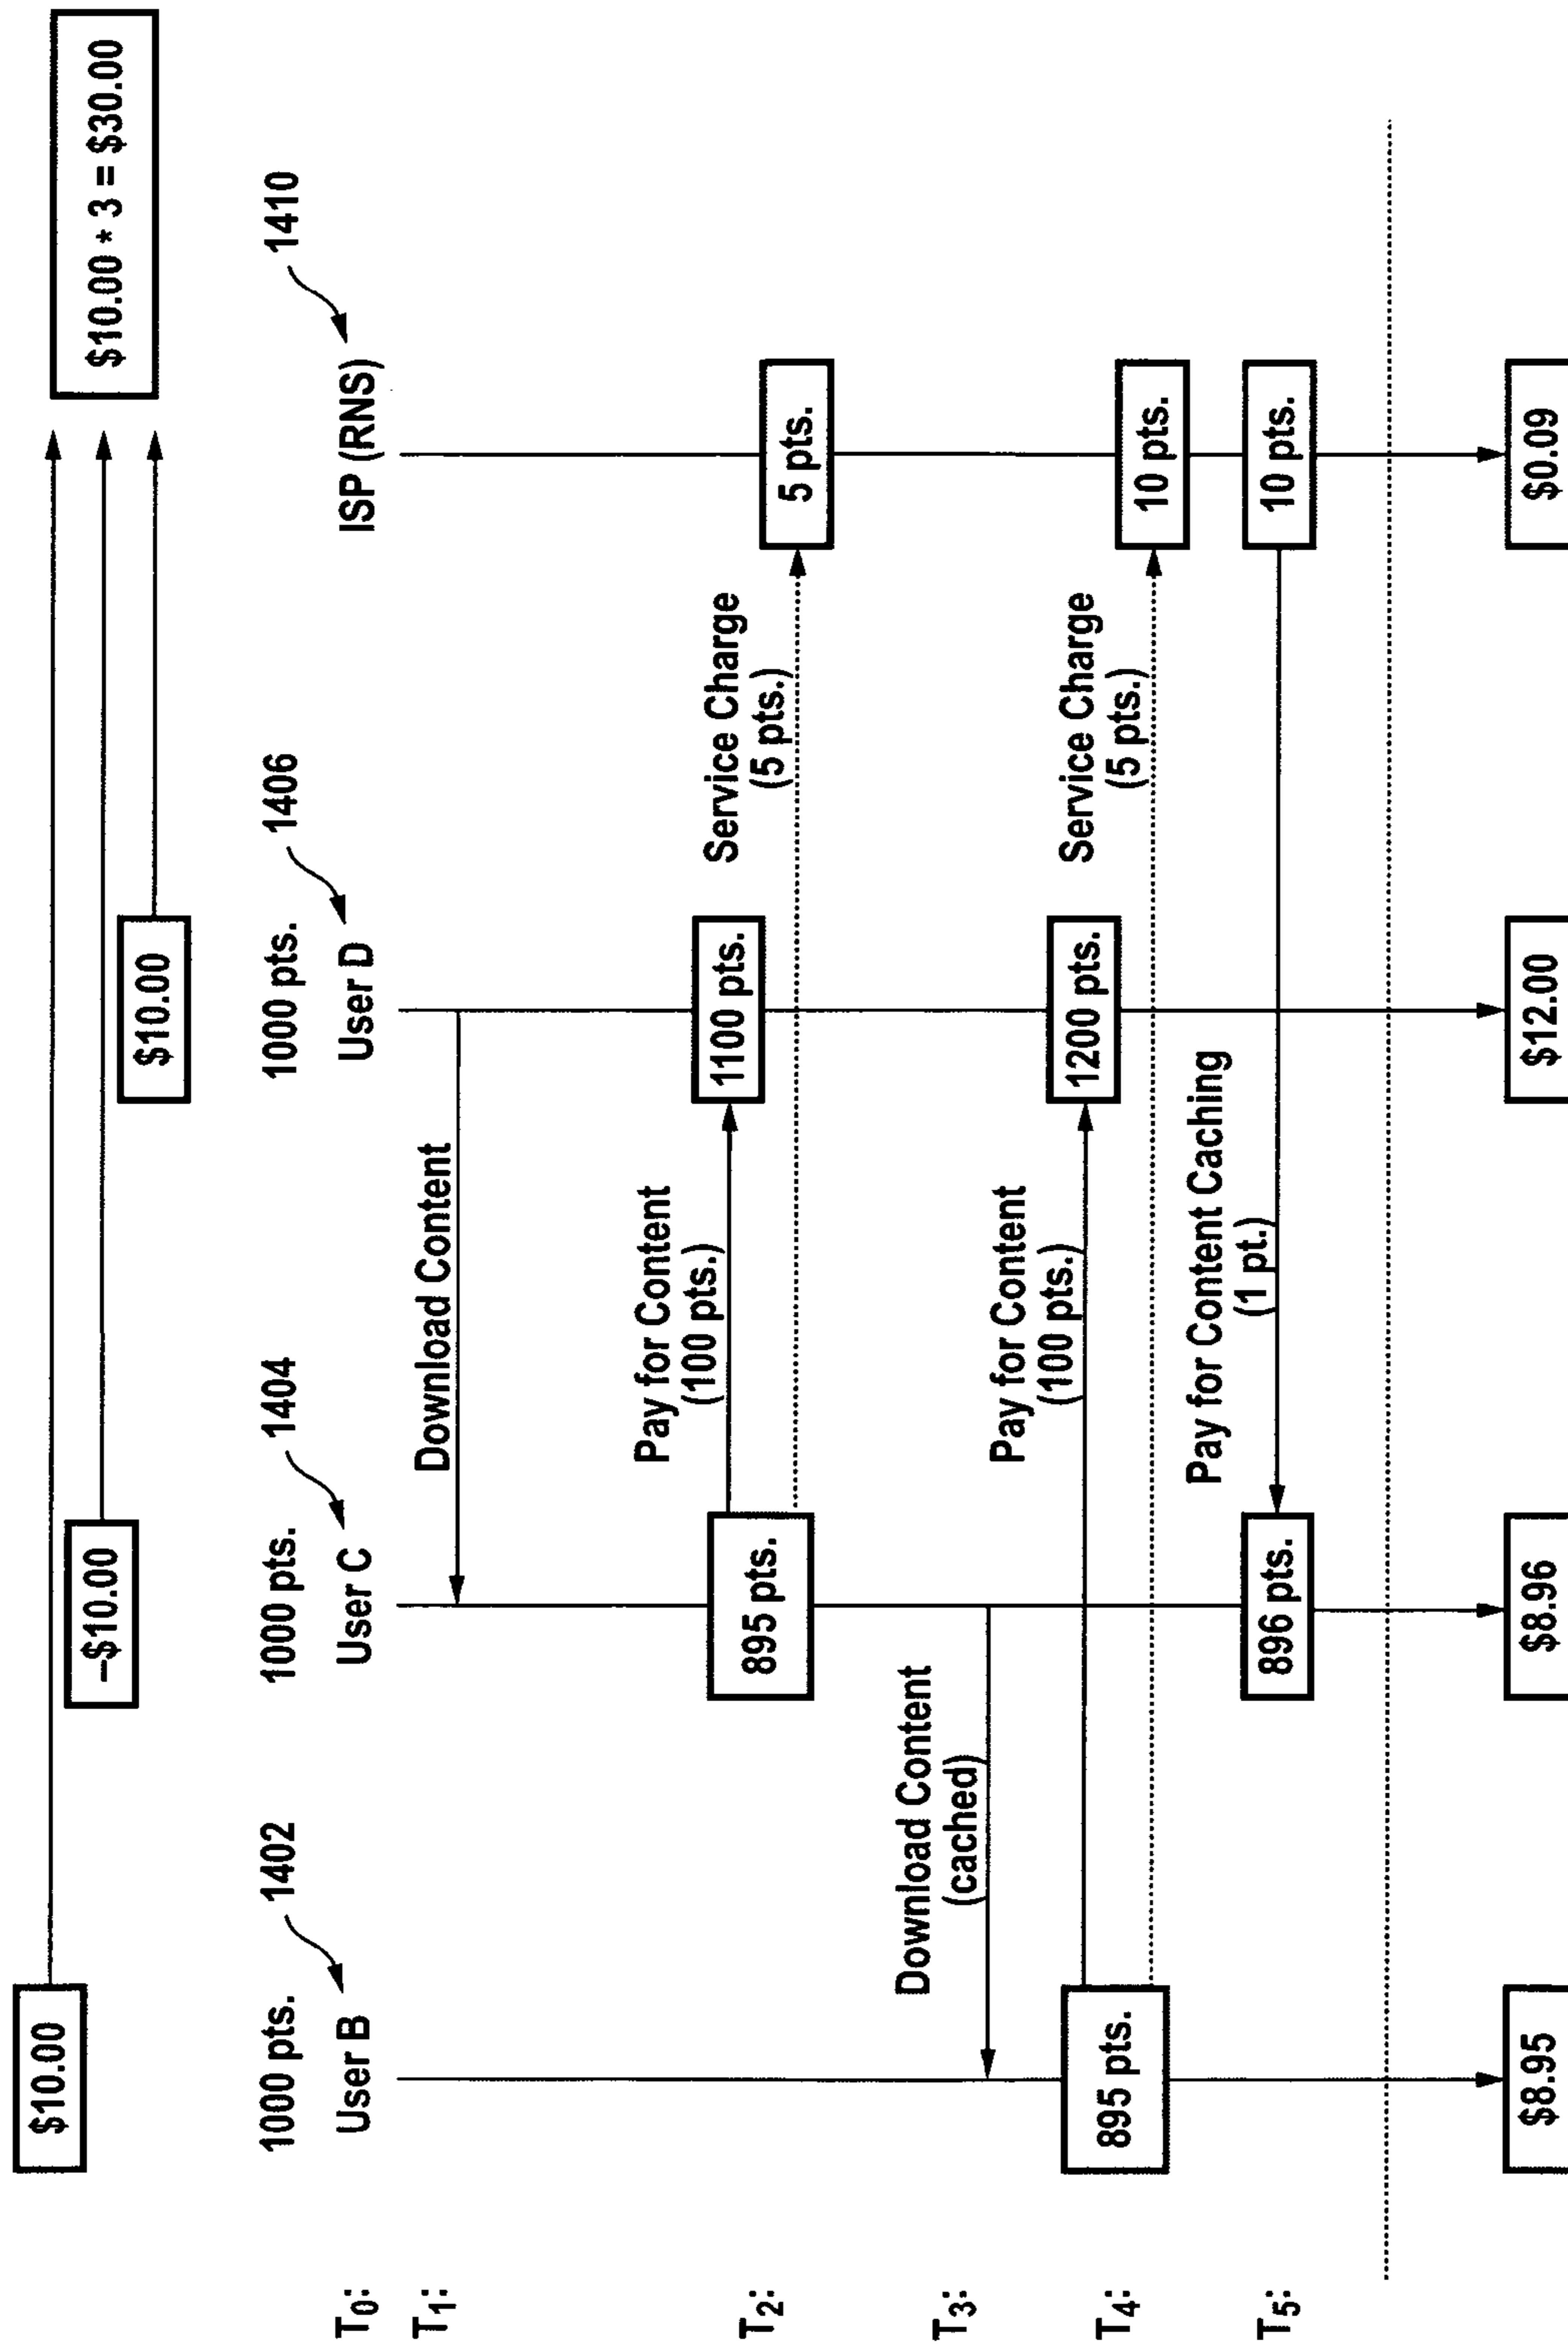 $10.00
–$10.00
$10.00
$10.00 * 3 = $30.00
1000 pts.
1402
1000 pts.
1404
1000 pts.
1406
1410
T0:
User B
User C
User D
ISP (RNS)
T1:
Download Content
T2:
Pay for Content
(100 pts.)
895 pts.
1100 pts.
Service Charge
(5 pts.)
5 pts.
T3:
Download Content
(cached)
T4:
Pay for Content
(100 pts.)
895 pts.
1200 pts.
Service Charge
(5 pts.)
10 pts.
T5:
Pay for Content Caching
(1 pt.)
896 pts.
10 pts.
$8.95
$8.96
$12.00
$0.09